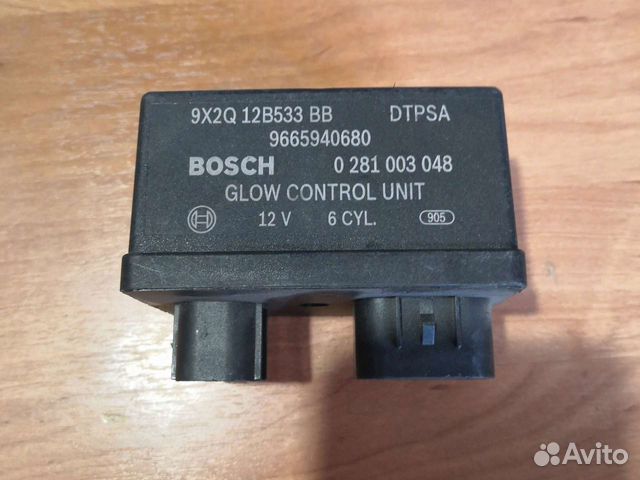 9X2Q 12B533 BB DTPSA
9665940680
BOSCH 0 281 003 048
GLOW CONTROL UNIT
12 V 6 CYL. 905
Avito